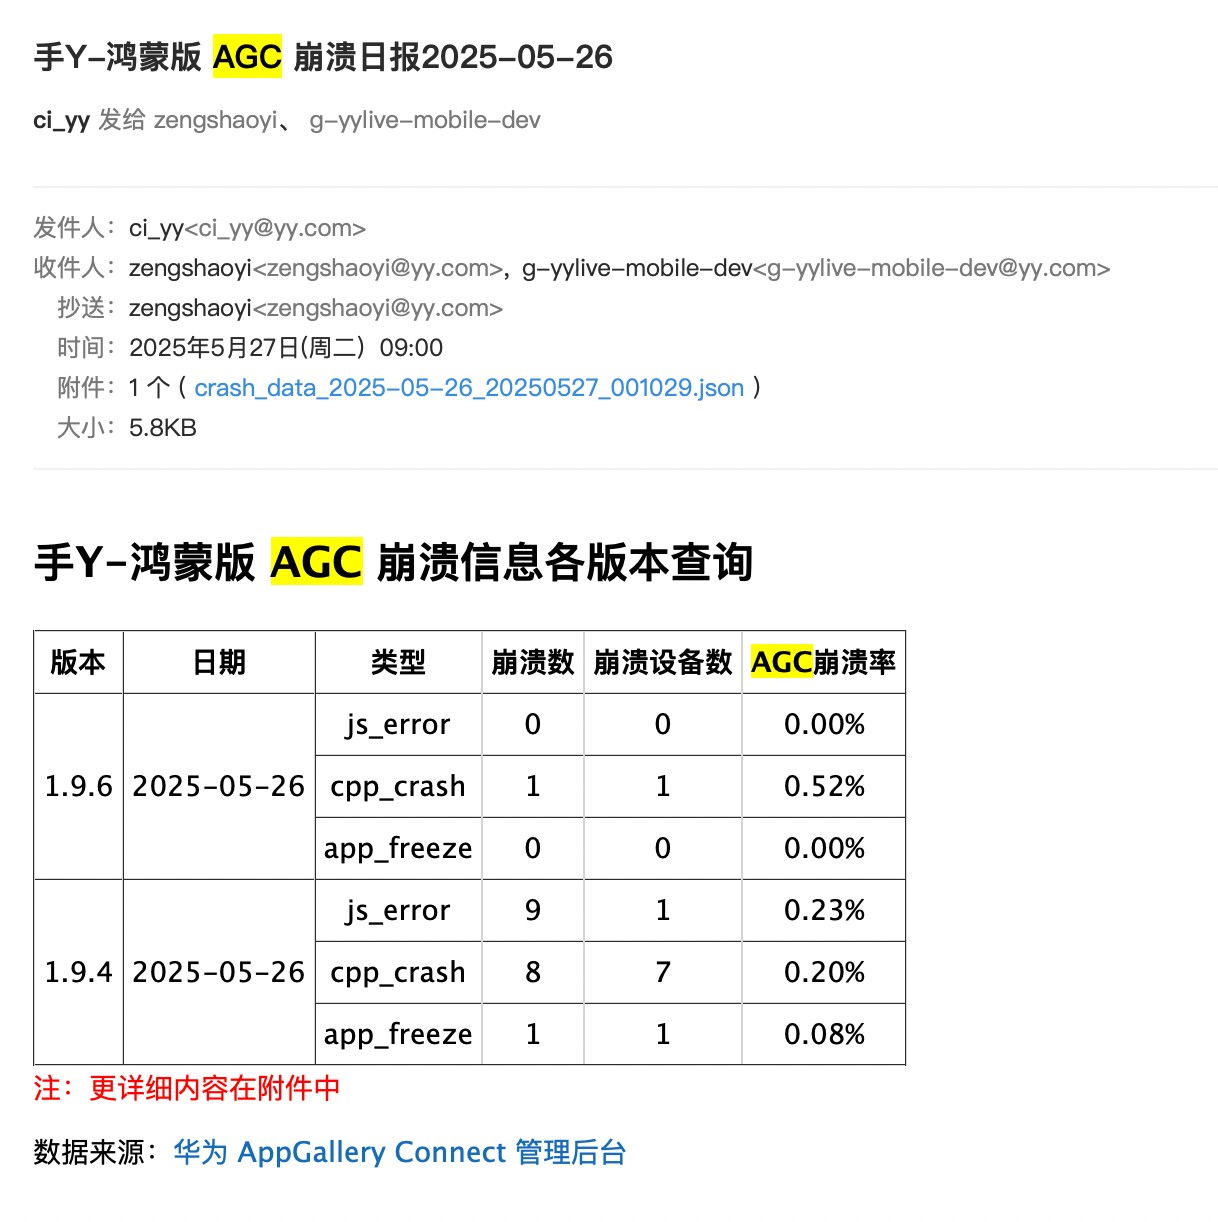 手Y-鸿蒙版 AGC 崩溃日报2025-05-26
ci_yy 发给 zengshaoyi、 g-yylive-mobile-dev
发件人： ci_yy<ci_yy@yy.com>
收件人： zengshaoyi<zengshaoyi@yy.com>， g-yylive-mobile-dev<g-yylive-mobile-dev@yy.com>
抄送： zengshaoyi<zengshaoyi@yy.com>
时间： 2025年5月27日(周二） 09:00
附件： 1 个 ( crash_data_2025-05-26_20250527_001029.json )
大小： 5.8KB
手Y-鸿蒙版 AGC 崩溃信息各版本查询
版本 日期 类型 崩溃数 崩溃设备数 AGC崩溃率
js_error 0 0 0.00%
1.9.6 2025-05-26 cpp_crash 1 1 0.52%
app_freeze 0 0 0.00%
js_error 9 1 0.23%
1.9.4 2025-05-26 cpp_crash 8 7 0.20%
app_freeze 1 1 0.08%
注：更详细内容在附件中
数据来源：华为 AppGallery Connect 管理后台